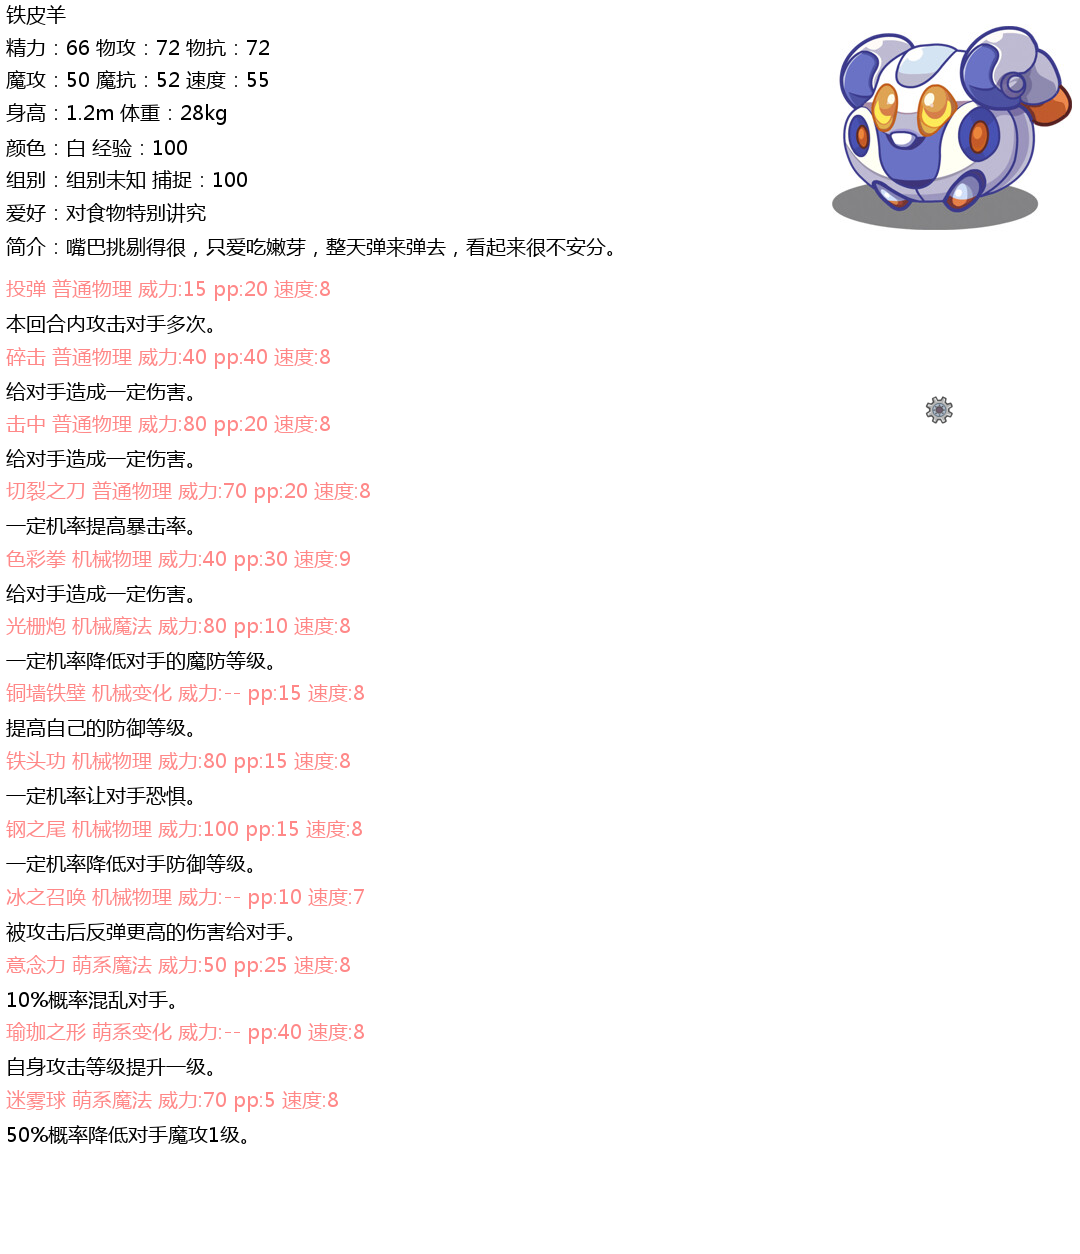 铁皮羊
精力：66 物攻：72 物抗：72
魔攻：50 魔抗：52 速度：55
身高：1.2m 体重：28kg
颜色：白 经验：100
组别：组别未知 捕捉：100
爱好：对食物特别讲究
简介：嘴巴挑剔得很，只爱吃嫩芽，整天弹来弹去，看起来很不安分。
投弹 普通物理 威力:15 pp:20 速度:8
本回合内攻击对手多次。
碎击 普通物理 威力:40 pp:40 速度:8
给对手造成一定伤害。
击中 普通物理 威力:80 pp:20 速度:8
给对手造成一定伤害。
切裂之刀 普通物理 威力:70 pp:20 速度:8
一定机率提高暴击率。
色彩拳 机械物理 威力:40 pp:30 速度:9
给对手造成一定伤害。
光栅炮 机械魔法 威力:80 pp:10 速度:8
一定机率降低对手的魔防等级。
铜墙铁壁 机械变化 威力:-- pp:15 速度:8
提高自己的防御等级。
铁头功 机械物理 威力:80 pp:15 速度:8
一定机率让对手恐惧。
钢之尾 机械物理 威力:100 pp:15 速度:8
一定机率降低对手防御等级。
冰之召唤 机械物理 威力:-- pp:10 速度:7
被攻击后反弹更高的伤害给对手。
意念力 萌系魔法 威力:50 pp:25 速度:8
10%概率混乱对手。
瑜珈之形 萌系变化 威力:-- pp:40 速度:8
自身攻击等级提升一级。
迷雾球 萌系魔法 威力:70 pp:5 速度:8
50%概率降低对手魔攻1级。